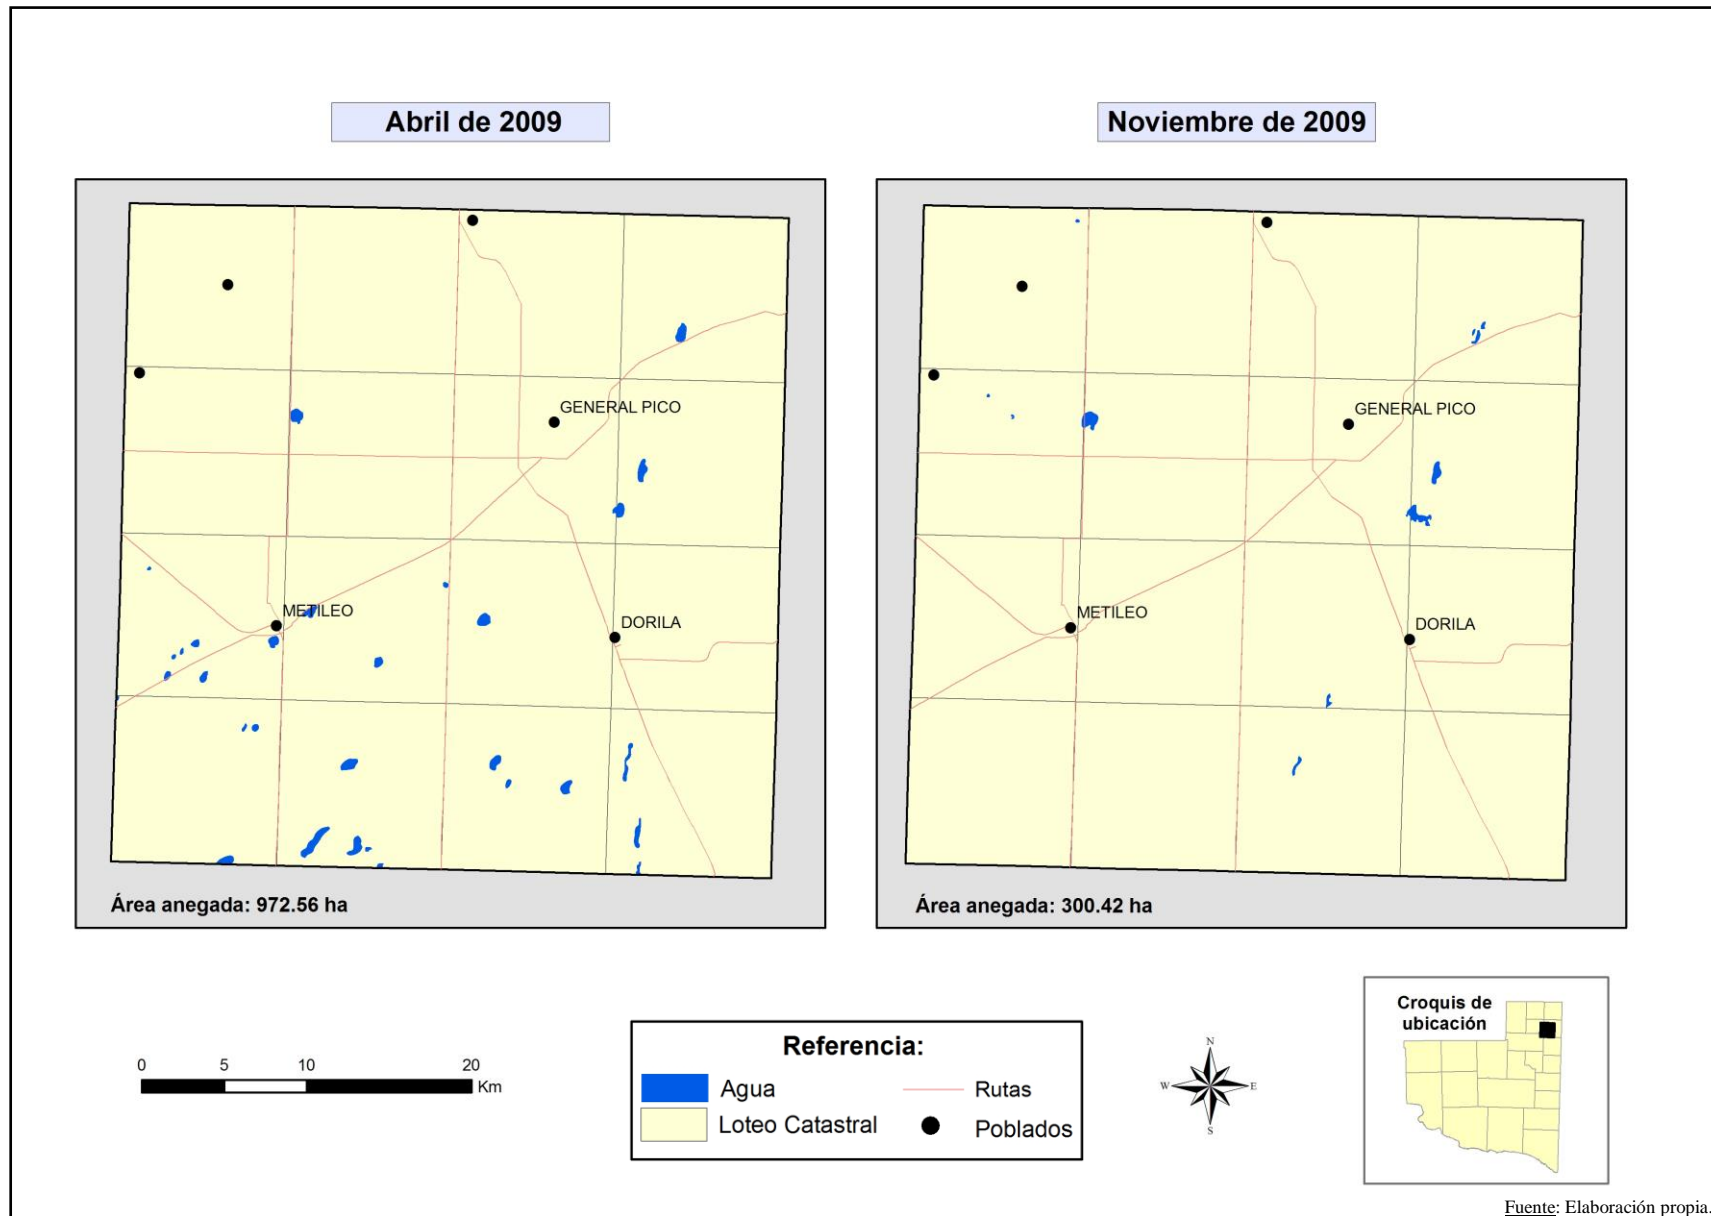 Abril de 2009
Noviembre de 2009
GENERAL PICO
METILEO
DORILA
Área anegada: 972.56 ha
GENERAL PICO
METILEO
DORILA
Área anegada: 300.42 ha
0 5 10 20
Km
Referencia:
Agua
Rutas
Loteo Catastral
Poblados
N
W E
S
Croquis de
ubicación
Fuente: Elaboración propia.